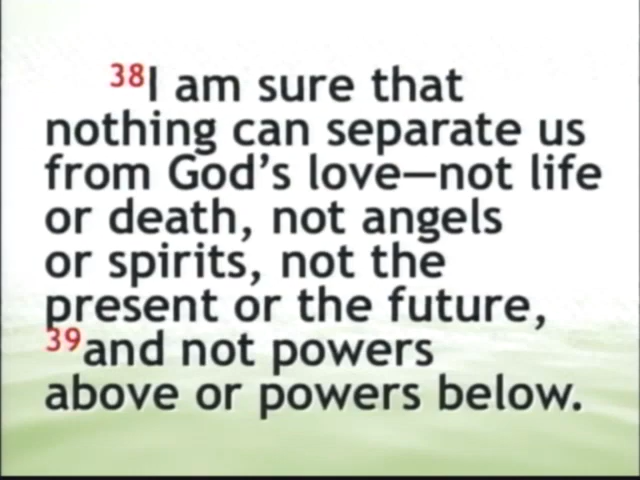 38I am sure that
nothing can separate us
from God's love—not life
or death, not angels
or spirits, not the
present or the future,
39and not powers
above or powers below.